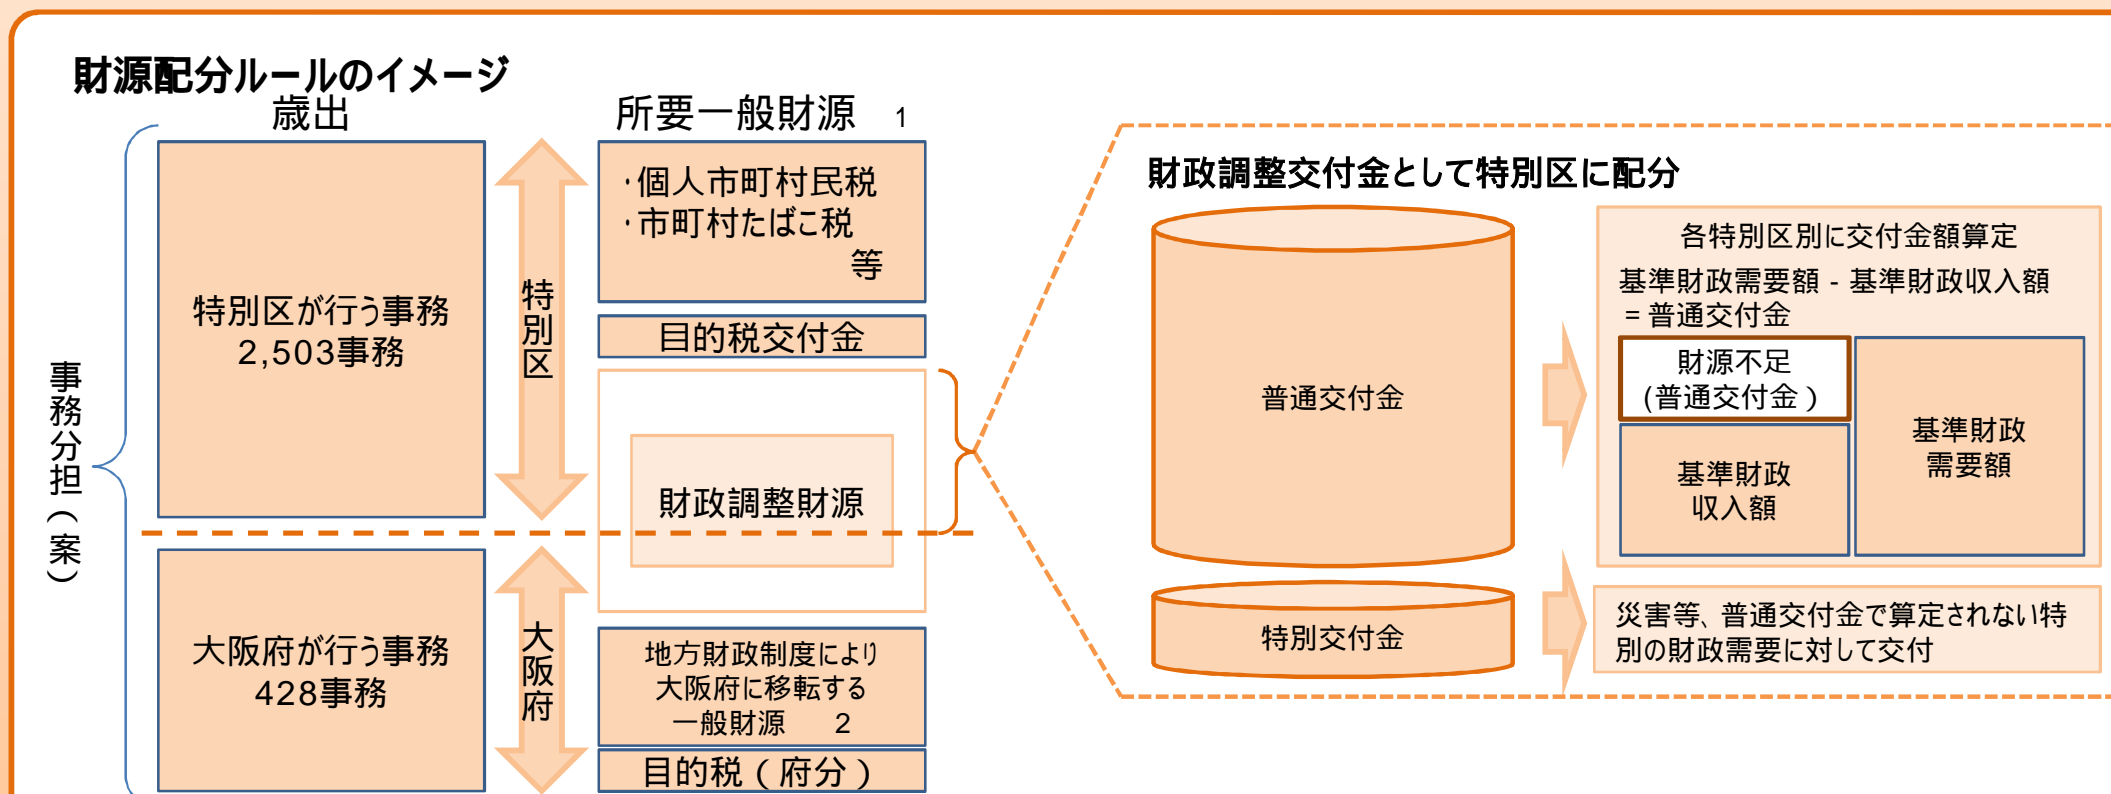 財源配分ルールのイメージ
歳出
所要一般財源 1
事務分担(案)
特別区が行う事務
2,503事務
大阪府が行う事務
428事務
特別区
大阪府
・個人市町村民税
・市町村たばこ税
等
目的税交付金
財政調整財源
地方財政制度により
大阪府に移転する
一般財源 2
目的税(府分)
財政調整交付金として特別区に配分
普通交付金
特別交付金
各特別区別に交付金額算定
基準財政需要額 - 基準財政収入額
= 普通交付金
財源不足
(普通交付金)
基準財政
収入額
基準財政
需要額
災害等、普通交付金で算定されない特
別の財政需要に対して交付